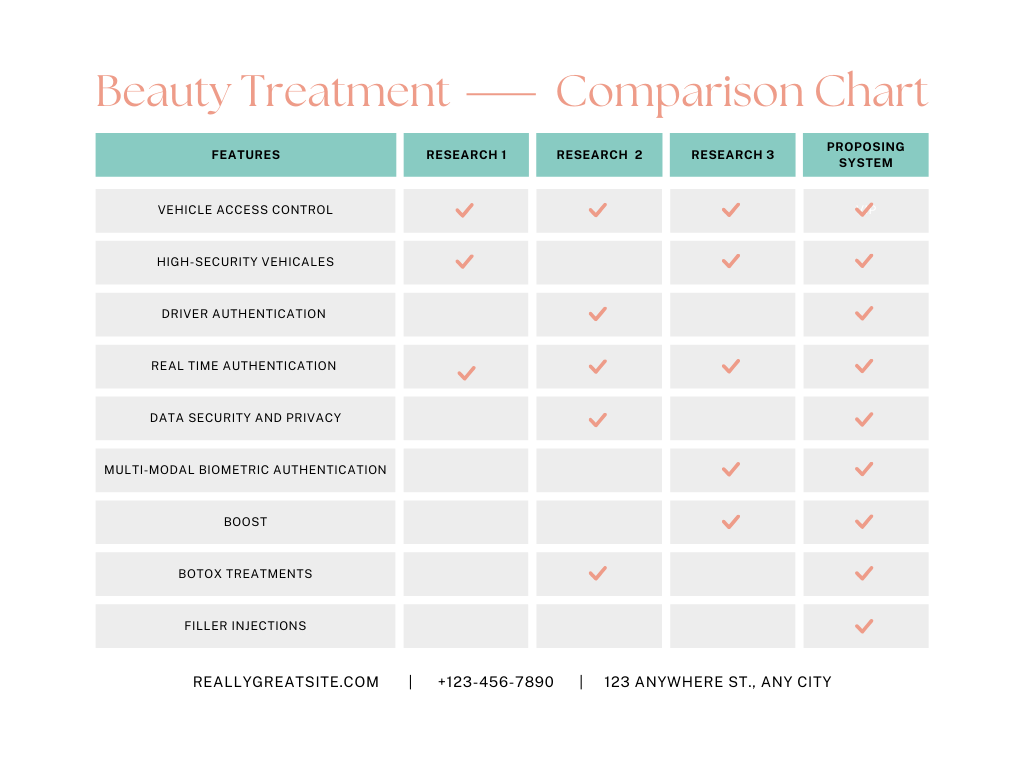 Beauty Treatment — Comparison Chart
FEATURES RESEARCH 1 RESEARCH 2 RESEARCH 3 PROPOSING SYSTEM
VEHICLE ACCESS CONTROL
HIGH-SECURITY VEHICALES
DRIVER AUTHENTICATION
REAL TIME AUTHENTICATION
DATA SECURITY AND PRIVACY
MULTI-MODAL BIOMETRIC AUTHENTICATION
BOOST
BOTOX TREATMENTS
FILLER INJECTIONS
REALLYGREATSITE.COM | +123-456-7890 | 123 ANYWHERE ST., ANY CITY